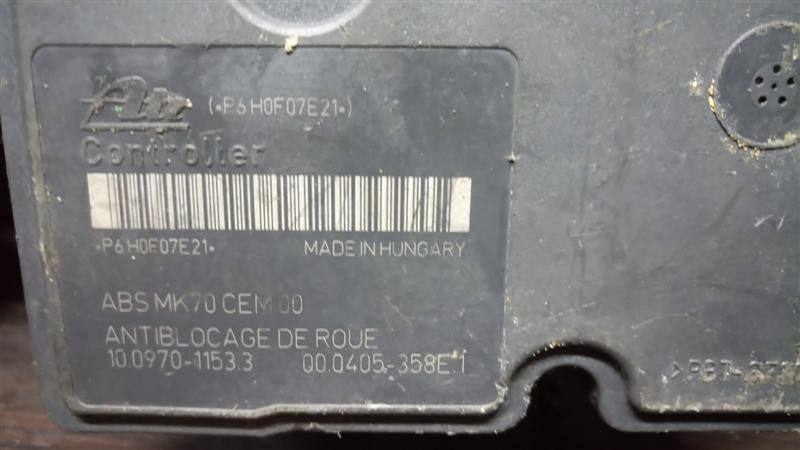 Ate (•P6H0F07E21•)
Controller
•P6H0F07E21• MADE IN HUNGARY
ABS MK70 CEM 00
ANTIBLOCAGE DE ROUE
10.0970-1153.3 00.0405-358E.1